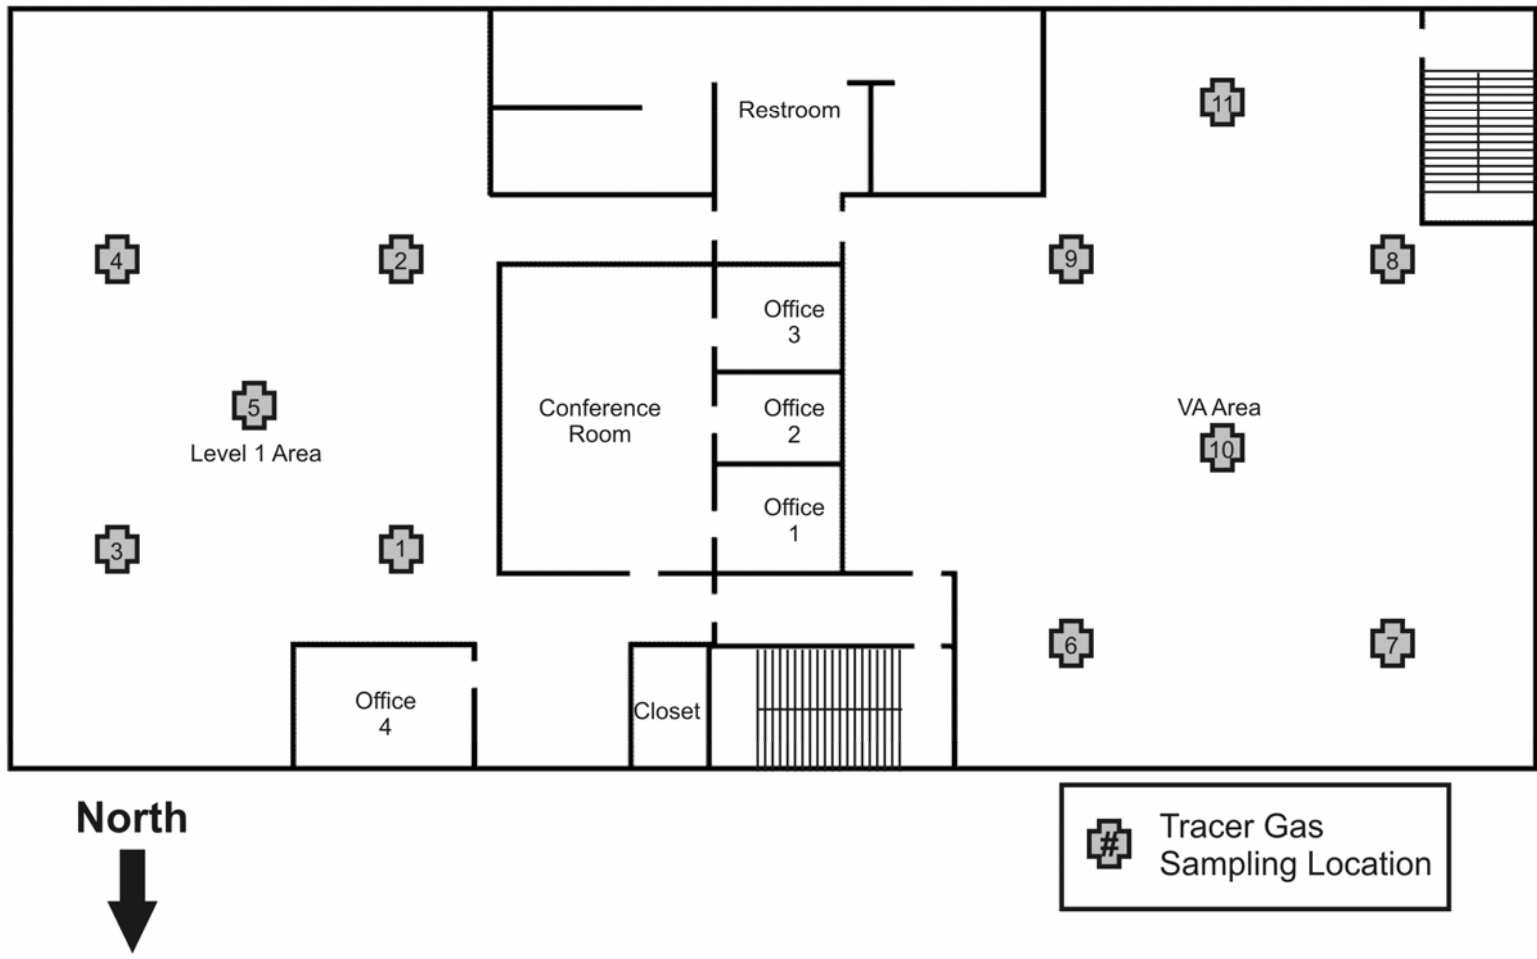 Restroom
11
4
2
9
8
Office
3
5
Conference
Room
Office
2
VA Area
Level 1 Area
10
Office
1
3
1
6
7
Office
4
Closet
North
#
Tracer Gas
Sampling Location